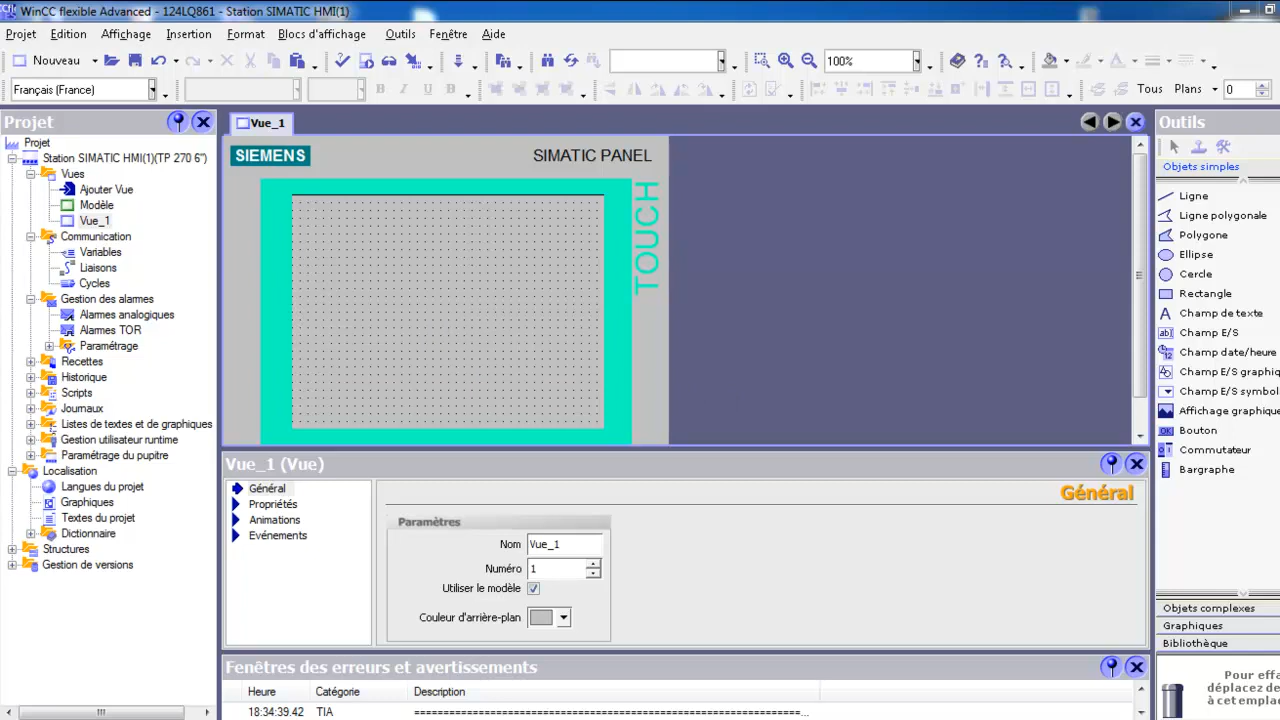 WinCC flexible Advanced - 124LQ861 - Station SIMATIC HMI(1)
Projet Edition Affichage Insertion Format Blocs d'affichage Outils Fenêtre Aide
Nouveau 100%
Français (France) B I U B Tous Plans 0
Projet
Projet
Station SIMATIC HMI(1)(TP 270 6")
Vues
Ajouter Vue
Modèle
Vue_1
Communication
Variables
Liaisons
Cycles
Gestion des alarmes
Alarmes analogiques
Alarmes TOR
Paramétrage
Recettes
Historique
Scripts
Journaux
Listes de textes et de graphiques
Gestion utilisateur runtime
Paramétrage du pupitre
Localisation
Langues du projet
Graphiques
Textes du projet
Dictionnaire
Structures
Gestion de versions
Vue_1
SIEMENS
SIMATIC PANEL
TOUCH
Vue_1 (Vue)
Général
Propriétés
Animations
Evénements
Général
Paramètres
Nom Vue_1
Numéro 1
Utiliser le modèle
Couleur d'arrière-plan
Fenêtres des erreurs et avertissements
Heure Catégorie Description
18:34:39.42 TIA
Outils
Objets simples
Ligne
Ligne polygonale
Polygone
Ellipse
Cercle
Rectangle
Champ de texte
Champ E/S
Champ date/heure
Champ E/S graphiq
Champ E/S symbol
Affichage graphique
Bouton
Commutateur
Bargraphe
Objets complexes
Graphiques
Bibliothèque
Pour effa
déplacez de
à cet emplac